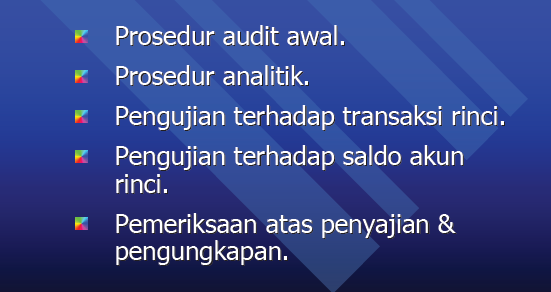 Prosedur audit awal.
Prosedur analitik.
Pengujian terhadap transaksi rinci.
Pengujian terhadap saldo akun
rinci.
Pemeriksaan atas penyajian &
pengungkapan.